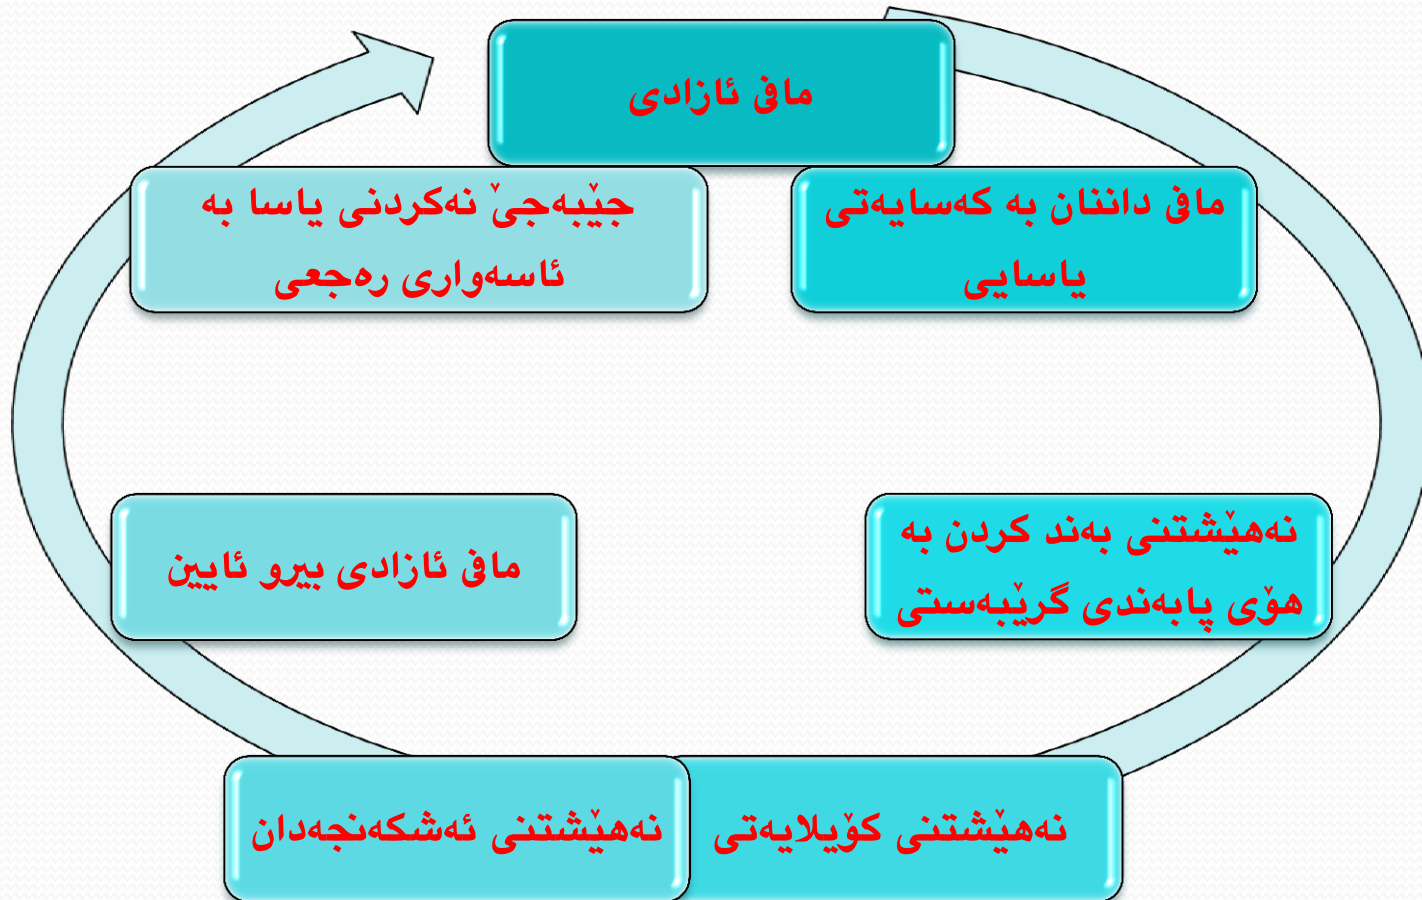 مافی ئازادی
مافی داننان بە کەسایەتی
یاسایی
نەهێشتنی بەند کردن بە
هۆی پابەندی گرێبەستی
نەهێشتنی کۆیلایەتی
نەهێشتنی ئەشکەنجەدان
مافی ئازادی بیرو ئایین
جێبەجێ نەکردنی یاسا بە
ئاسەواری رەجعی